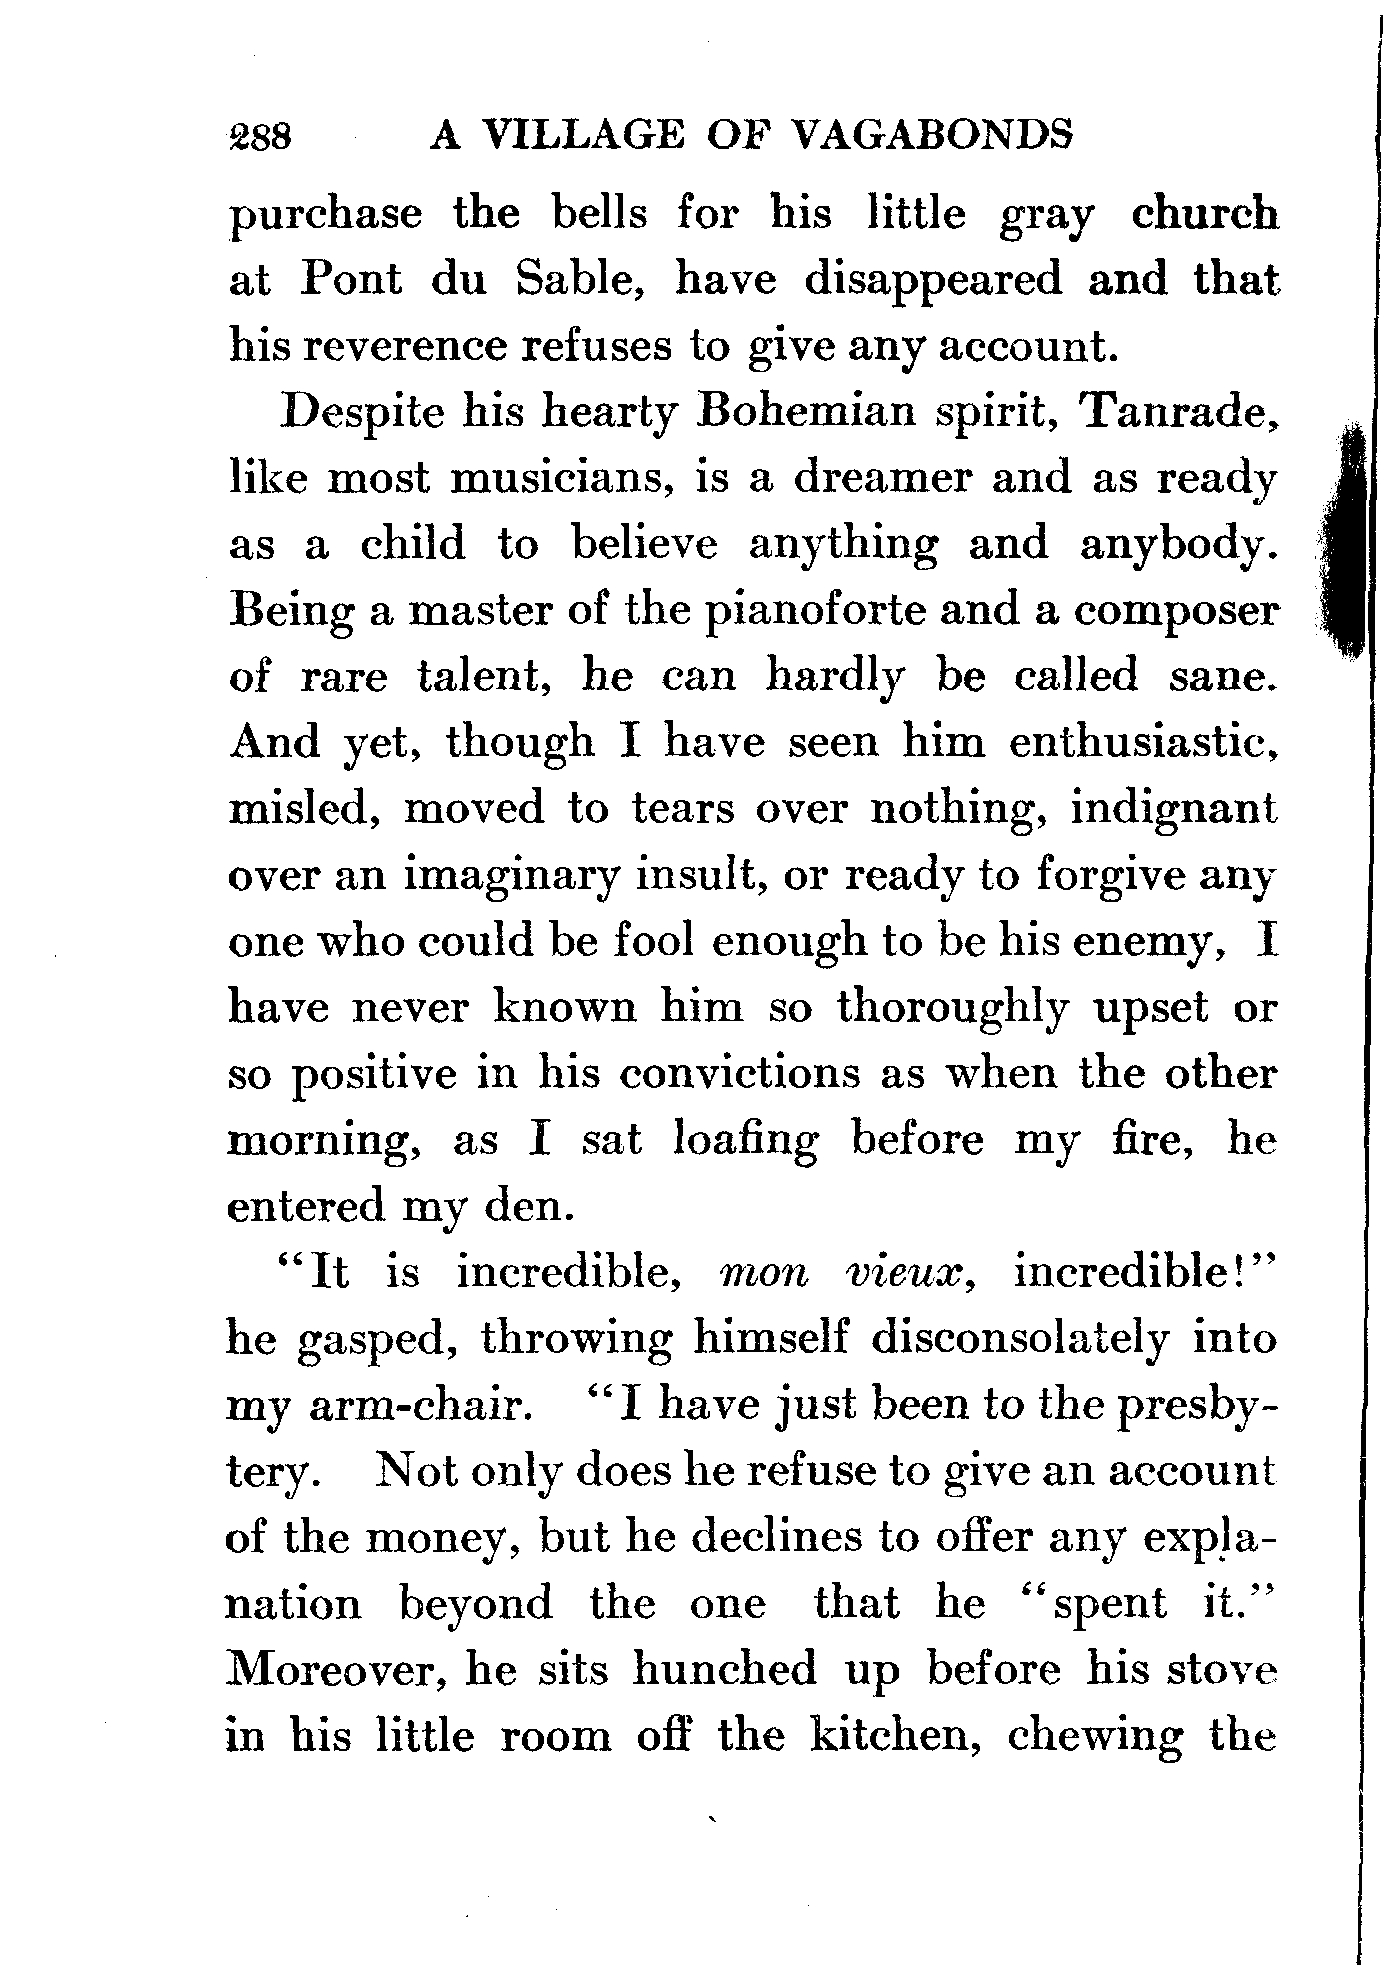 288 A VILLAGE OF VAGABONDS
purchase the bells for his little gray church
at Pont du Sable, have disappeared and that
his reverence refuses to give any account.
Despite his hearty Bohemian spirit, Tanrade,
like most musicians, is a dreamer and as ready
as a child to believe anything and anybody.
Being a master of the pianoforte and a composer
of rare talent, he can hardly be called sane.
And yet, though I have seen him enthusiastic,
misled, moved to tears over nothing, indignant
over an imaginary insult, or ready to forgive any
one who could be fool enough to be his enemy, I
have never known him so thoroughly upset or
so positive in his convictions as when the other
morning, as I sat loafing before my fire, he
entered my den.
"It is incredible, mon vieux, incredible!"
he gasped, throwing himself disconsolately into
my arm-chair. "I have just been to the presby-
tery. Not only does he refuse to give an account
of the money, but he declines to offer any expla-
nation beyond the one that he "spent it."
Moreover, he sits hunched up before his stove
in his little room off the kitchen, chewing the